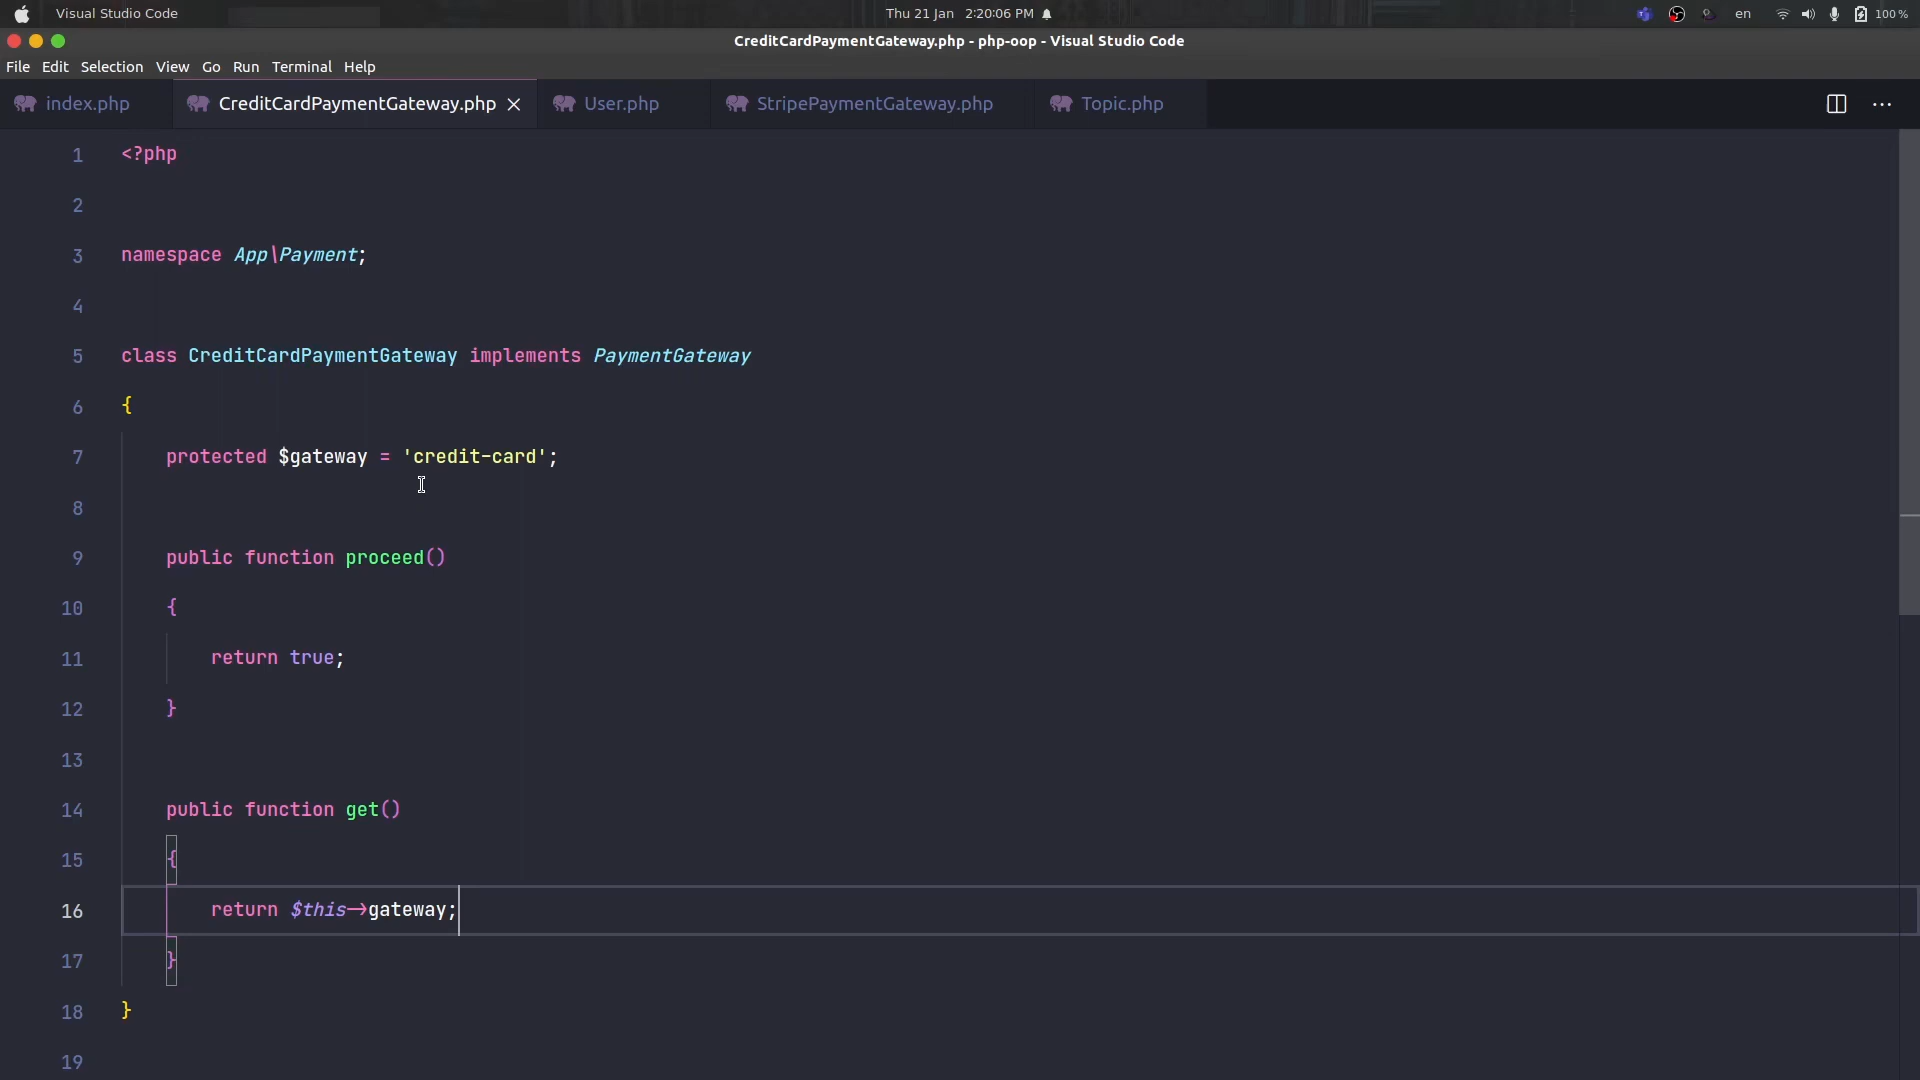 Visual Studio Code
Thu 21 Jan 2:20:06 PM
en
100 %
CreditCardPaymentGateway.php - php-oop - Visual Studio Code
File Edit Selection View Go Run Terminal Help
index.php
CreditCardPaymentGateway.php
User.php
StripePaymentGateway.php
Topic.php
1 <?php
2
3 namespace App\Payment;
4
5 class CreditCardPaymentGateway implements PaymentGateway
6 {
7 protected $gateway = 'credit-card';
8
9 public function proceed()
10 {
11 return true;
12 }
13
14 public function get()
15 {
16 return $this->gateway;
17 }
18 }
19